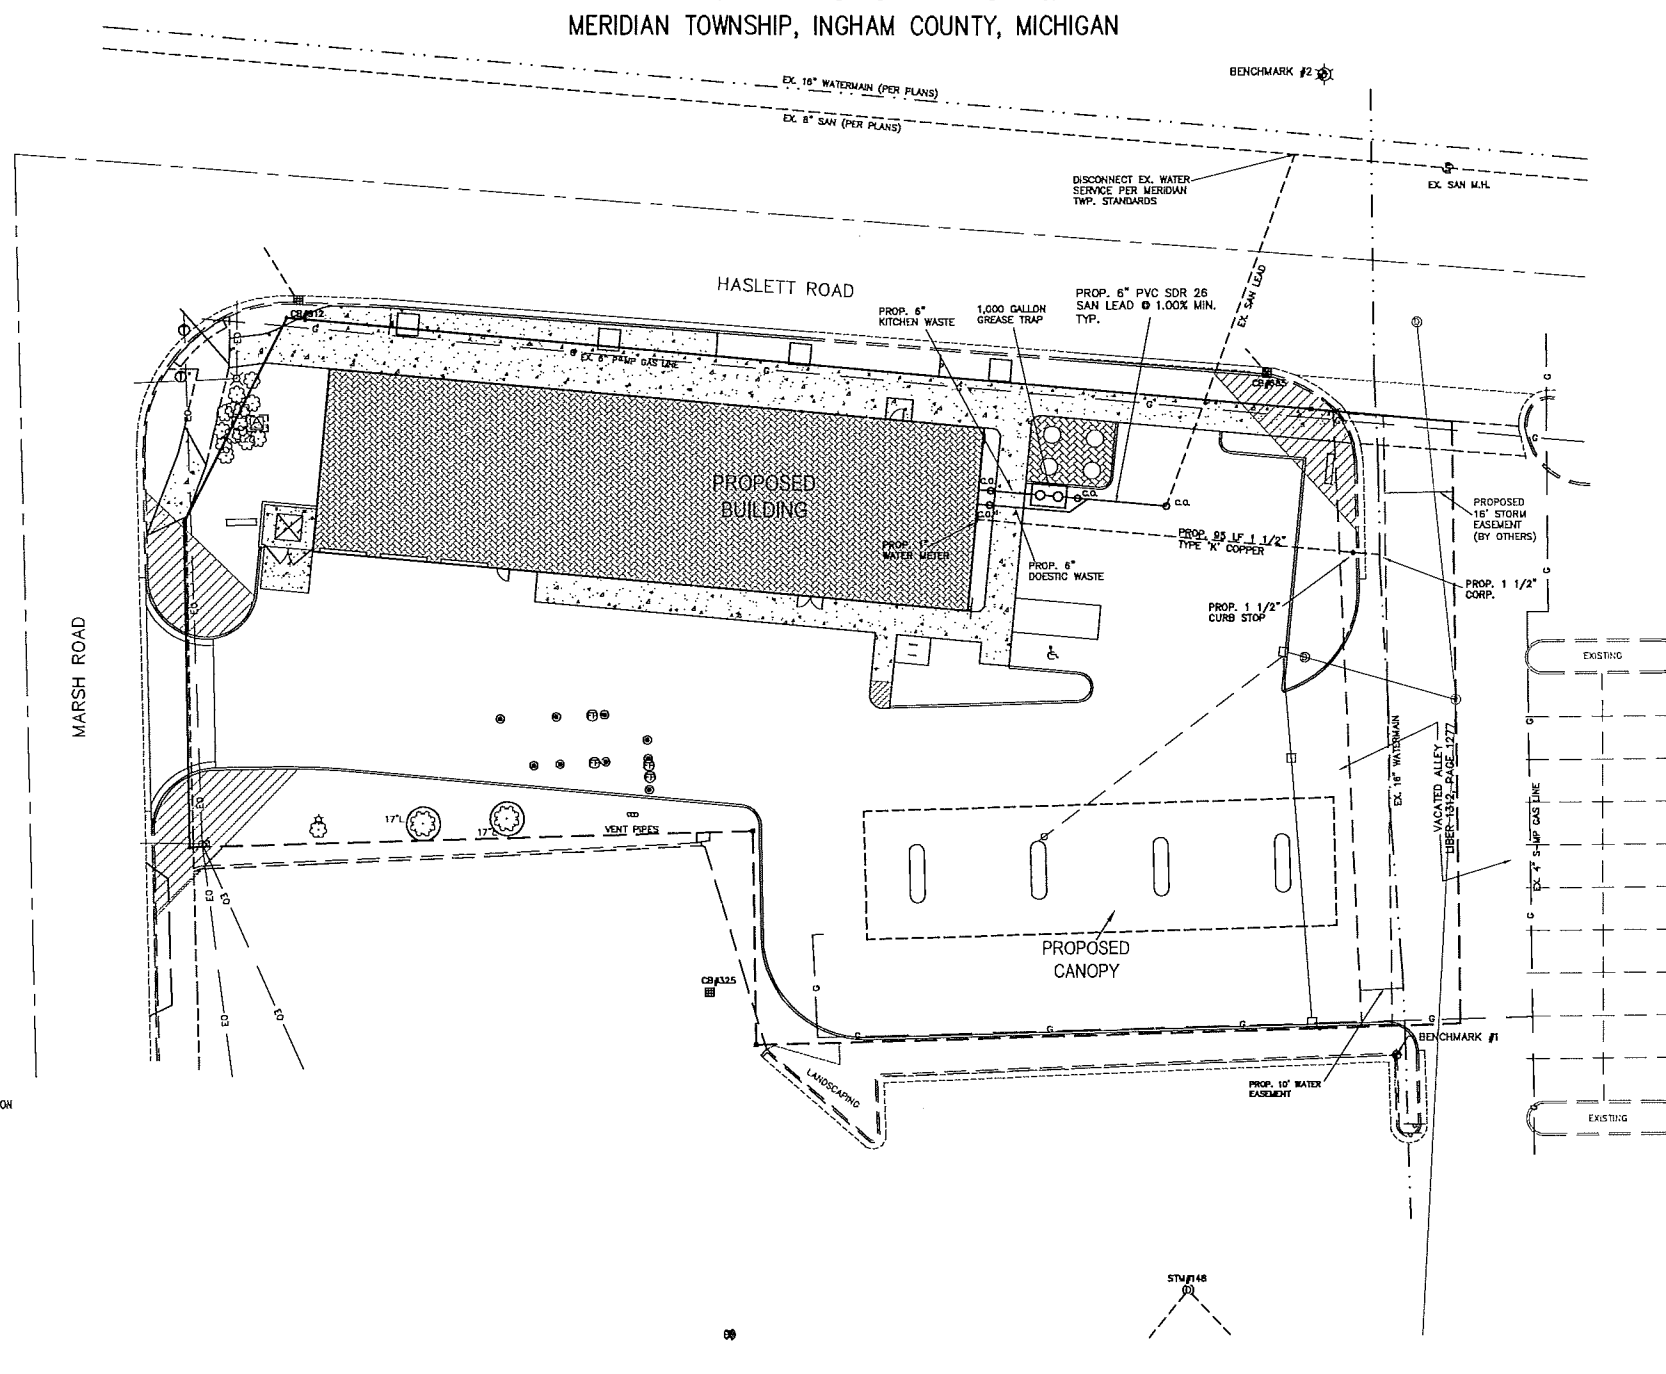 MERIDIAN TOWNSHIP, INGHAM COUNTY, MICHIGAN
BENCHMARK #2
EX. 16" WATERMAIN (PER PLANS)
EX. 8" SAN (PER PLANS)
DISCONNECT EX. WATER
SERVICE PER MERIDIAN
TWP. STANDARDS
EX. SAN M.H.
HASLETT ROAD
EX. SAN LEAD
PROP. 6"
KITCHEN WASTE
1,000 GALLON
GREASE TRAP
PROP. 6" PVC SDR 26
SAN LEAD @ 1.00% MIN.
TYP.
G
G
G
G
G
G
G
PROPOSED
BUILDING
C.O.
C.O.
C.O.
C.O.
PROP. 1"
WATER METER
PROP. 6"
DOESTIC WASTE
PROP. 95 LF 1 1/2"
TYPE "K" COPPER
PROPOSED
16' STORM
EASEMENT
(BY OTHERS)
PROP. 1 1/2"
CORP.
PROP. 1 1/2"
CURB STOP
MARSH ROAD
EXISTING
EX. 16" WATERMAIN
VACATED ALLEY
LIBER 1312, PAGE 1277
EX. 4" S-MP GAS LINE
17"L
VENT PIPES
PROPOSED
CANOPY
CB#325
G
G
G
G
G
BENCHMARK #1
LANDSCAPING
PROP. 10' WATER
EASEMENT
EXISTING
ON
STM#148